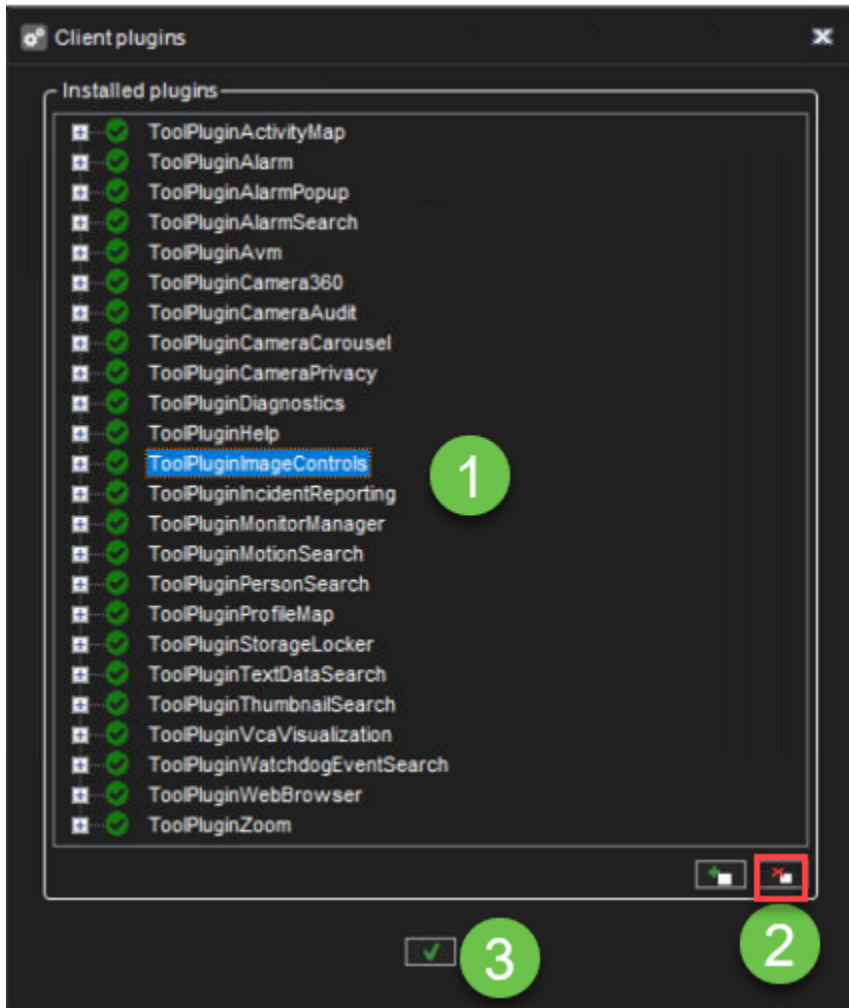 Client plugins
Installed plugins
ToolPluginActivityMap
ToolPluginAlarm
ToolPluginAlarmPopup
ToolPluginAlarmSearch
ToolPluginAvm
ToolPluginCamera360
ToolPluginCameraAudit
ToolPluginCameraCarousel
ToolPluginCameraPrivacy
ToolPluginDiagnostics
ToolPluginHelp
ToolPluginImageControls
1
ToolPluginIncidentReporting
ToolPluginMonitorManager
ToolPluginMotionSearch
ToolPluginPersonSearch
ToolPluginProfileMap
ToolPluginStorageLocker
ToolPluginTextDataSearch
ToolPluginThumbnailSearch
ToolPluginVcaVisualization
ToolPluginWatchdogEventSearch
ToolPluginWebBrowser
ToolPluginZoom
2
3